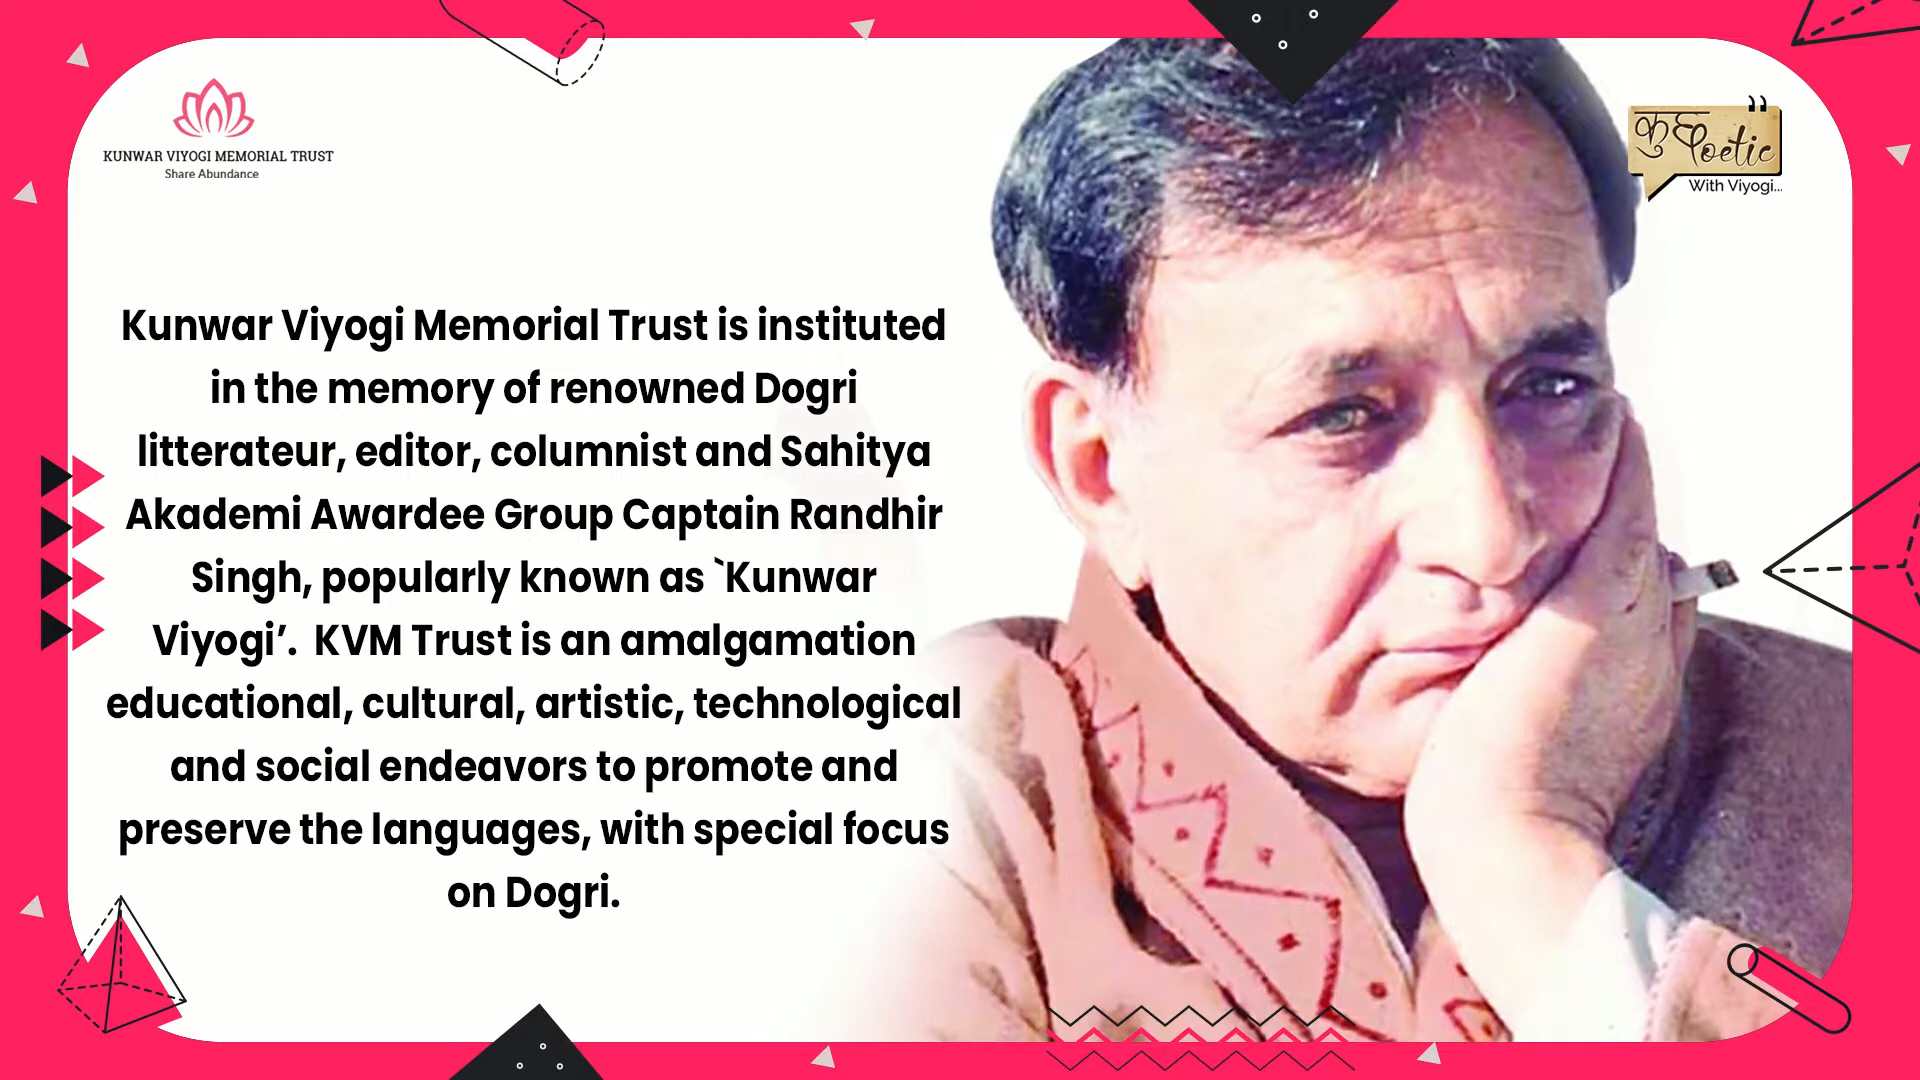 KUNWAR VIYOGI MEMORIAL TRUST
Share Abundance
कुछ Poetic
With Viyogi...
Kunwar Viyogi Memorial Trust is instituted
in the memory of renowned Dogri
litterateur, editor, columnist and Sahitya
Akademi Awardee Group Captain Randhir
Singh, popularly known as `Kunwar
Viyogi’.  KVM Trust is an amalgamation
educational, cultural, artistic, technological
and social endeavors to promote and
preserve the languages, with special focus
on Dogri.